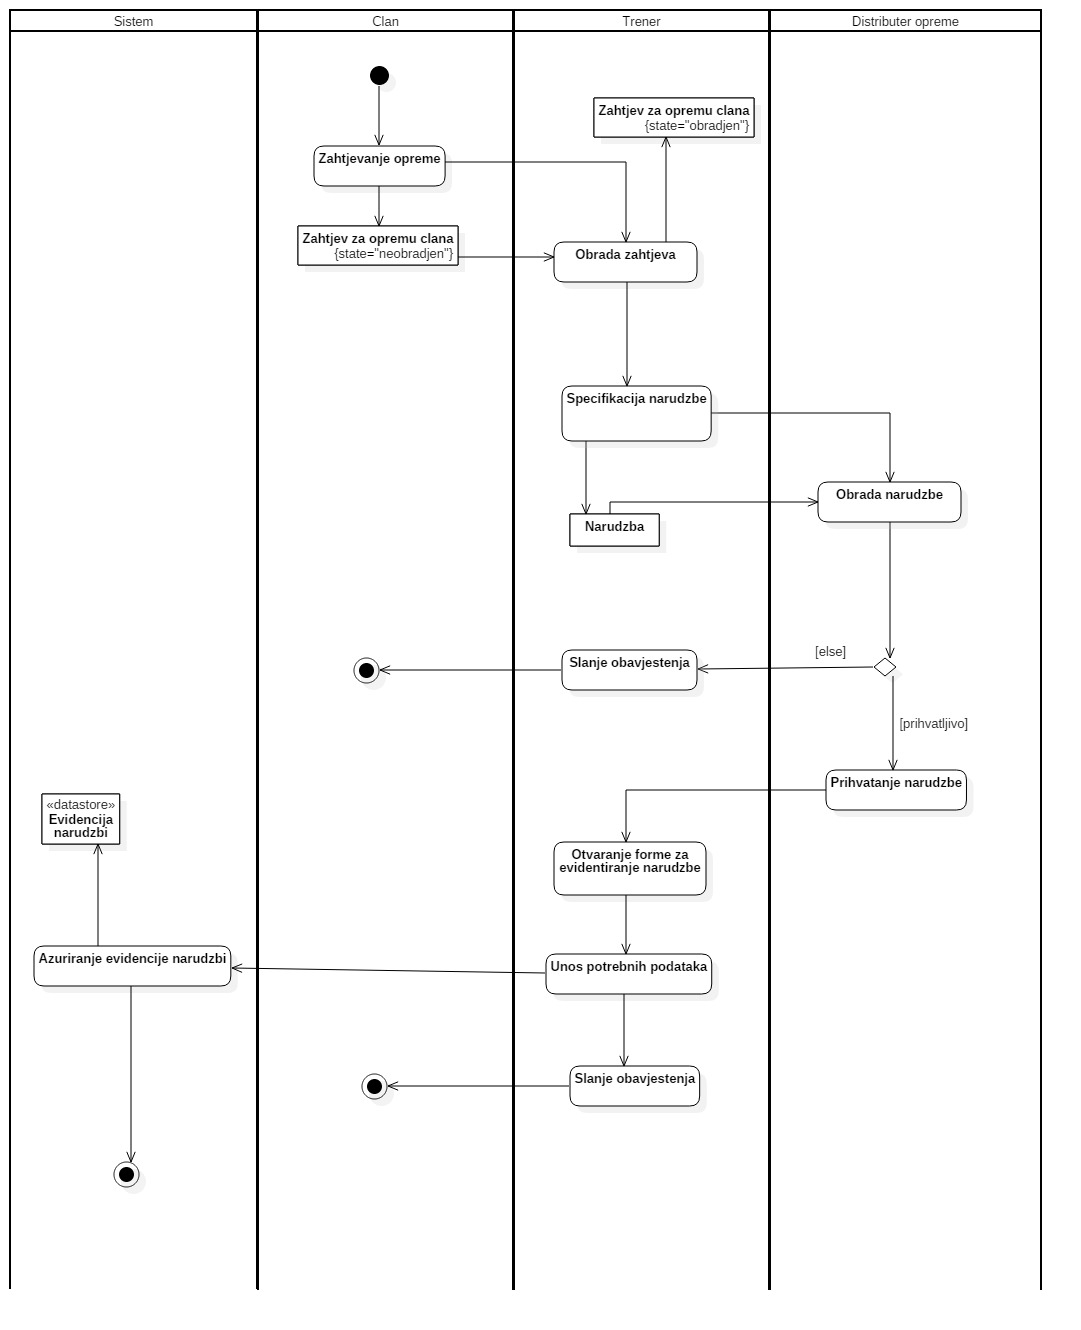 Sistem
Clan
Trener
Distributer opreme
Zahtjev za opremu clana
{state="obradjen"}
Zahtjevanje opreme
Zahtjev za opremu clana
{state="neobradjen"}
Obrada zahtjeva
Specifikacija narudzbe
Obrada narudzbe
Narudzba
[else]
Slanje obavjestenja
[prihvatljivo]
Prihvatanje narudzbe
«datastore»
Evidencija
narudzbi
Otvaranje forme za
evidentiranje narudzbe
Azuriranje evidencije narudzbi
Unos potrebnih podataka
Slanje obavjestenja